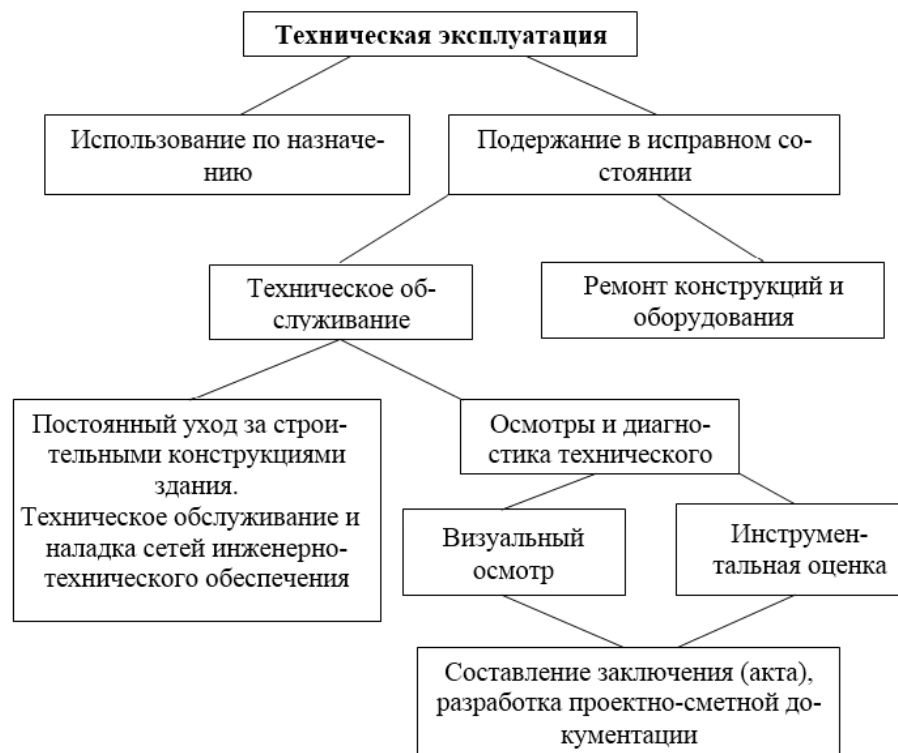 Техническая эксплуатация
Использование по назначе-
нию
Подержание в исправном со-
стоянии
Техническое об-
служивание
Ремонт конструкций и
оборудования
Постоянный уход за строи-
тельными конструкциями
здания.
Техническое обслуживание и
наладка сетей инженерно-
технического обеспечения
Осмотры и диагно-
стика технического
Визуальный
осмотр
Инструмен-
тальная оценка
Составление заключения (акта),
разработка проектно-сметной до-
кументации